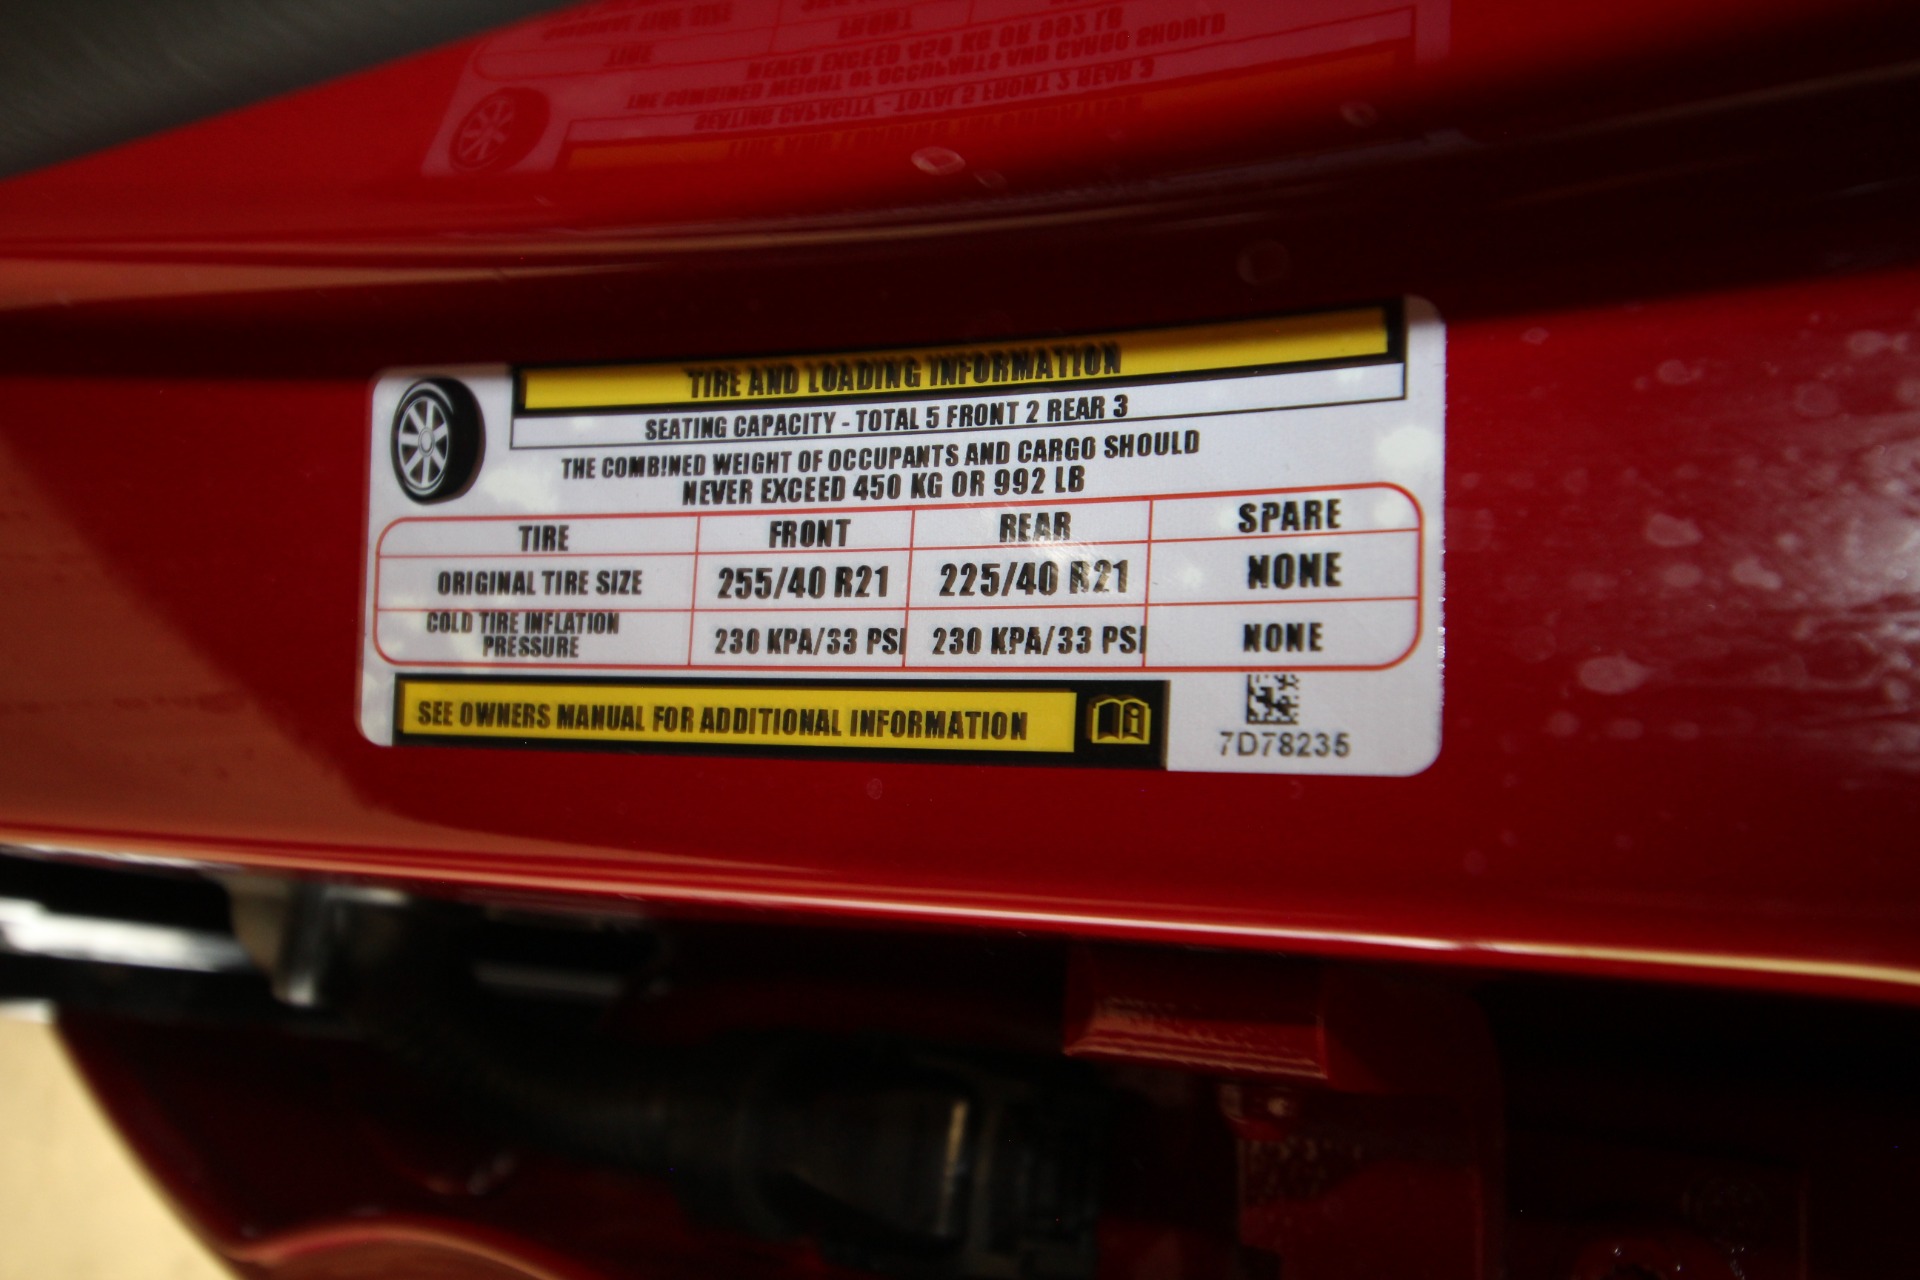 TIRE AND LOADING INFORMATION
SEATING CAPACITY - TOTAL 5 FRONT 2 REAR 3
THE COMBINED WEIGHT OF OCCUPANTS AND CARGO SHOULD
NEVER EXCEED 450 KG OR 992 LB
TIRE FRONT REAR SPARE
ORIGINAL TIRE SIZE 255/40 R21 225/40 R21 NONE
COLD TIRE INFLATION
PRESSURE 230 KPA/33 PSI 230 KPA/33 PSI NONE
SEE OWNERS MANUAL FOR ADDITIONAL INFORMATION
7D78235